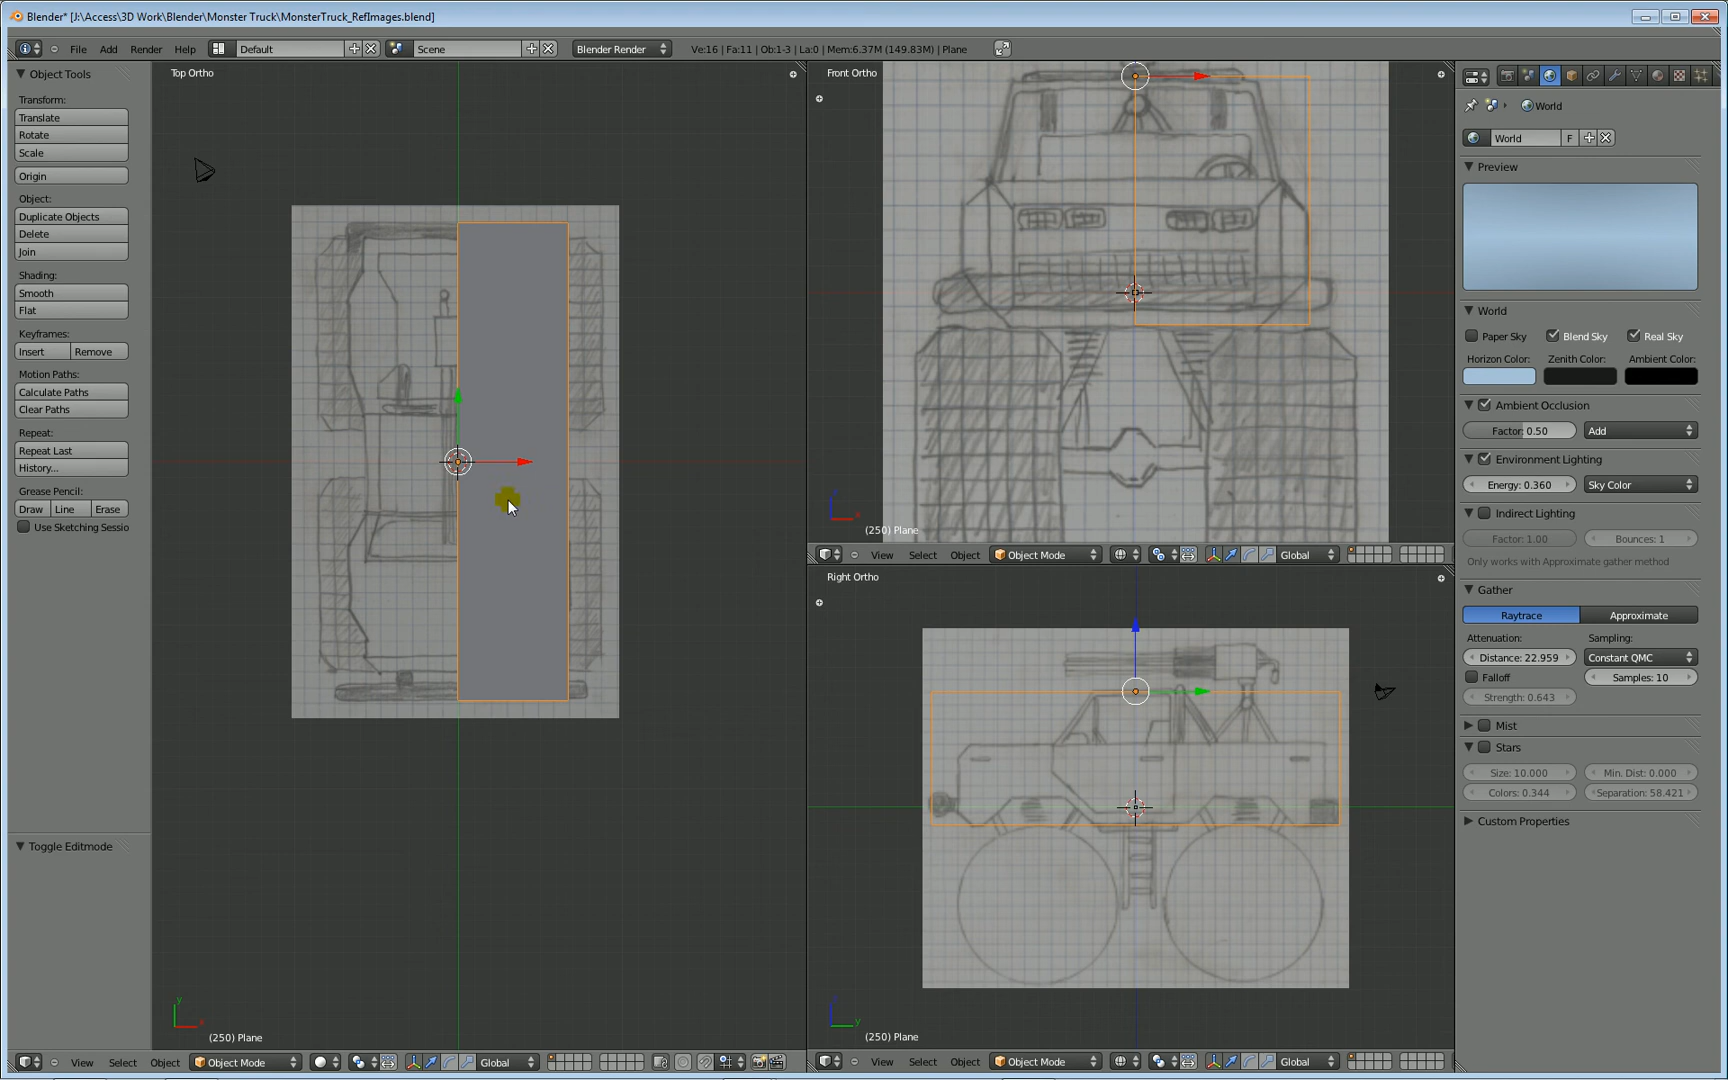 Blender* [J:\Access\3D Work\Blender\Monster Truck\MonsterTruck_RefImages.blend]
File Add Render Help Default Scene Blender Render Ve:16 | Fa:11 | Ob:1-3 | La:0 | Mem:6.37M (149.83M) | Plane
Object Tools
Transform:
Translate
Rotate
Scale
Origin
Object:
Duplicate Objects
Delete
Join
Shading:
Smooth
Flat
Keyframes:
Insert Remove
Motion Paths:
Calculate Paths
Clear Paths
Repeat:
Repeat Last
History...
Grease Pencil:
Draw Line Erase
Use Sketching Sessio
Toggle Editmode
Top Ortho
y
x
(250) Plane
View Select Object Object Mode Global
Front Ortho
z
x
(250) Plane
View Select Object Object Mode Global
Right Ortho
z
y
(250) Plane
View Select Object Object Mode Global
World
World F
Preview
World
Paper Sky Blend Sky Real Sky
Horizon Color: Zenith Color: Ambient Color:
Ambient Occlusion
Factor: 0.50 Add
Environment Lighting
Energy: 0.360 Sky Color
Indirect Lighting
Factor: 1.00 Bounces: 1
Only works with Approximate gather method
Gather
Raytrace Approximate
Attenuation: Sampling:
Distance: 22.959 Constant QMC
Falloff Samples: 10
Strength: 0.643
Mist
Stars
Size: 10.000 Min. Dist: 0.000
Colors: 0.344 Separation: 58.421
Custom Properties